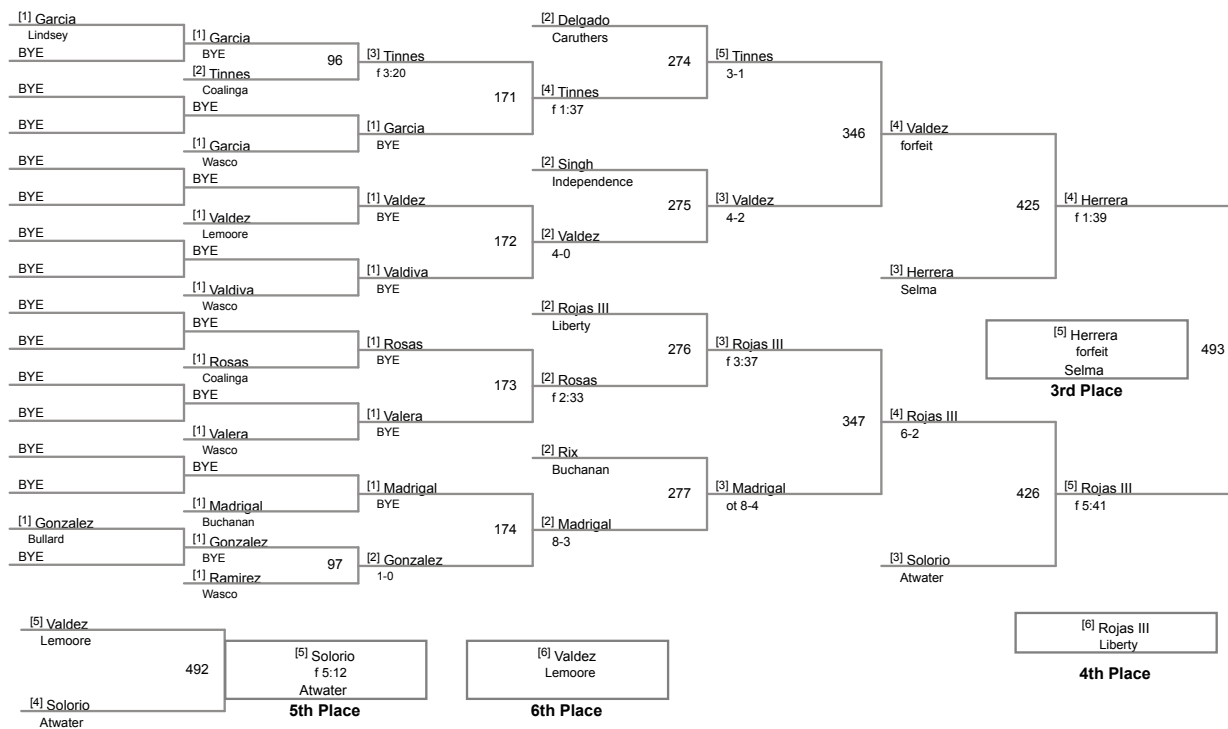 [1] Garcia
Lindsey
BYE
BYE
BYE
BYE
BYE
BYE
BYE
BYE
BYE
BYE
BYE
BYE
BYE
[1] Gonzalez
Bullard
BYE
[1] Garcia
BYE
[2] Tinnes
Coalinga
BYE
[1] Garcia
Wasco
BYE
[1] Valdez
Lemoore
BYE
[1] Valdiva
Wasco
BYE
[1] Rosas
Coalinga
BYE
[1] Valera
Wasco
BYE
[1] Madrigal
Buchanan
[1] Gonzalez
BYE
[1] Ramirez
Wasco
96
97
[3] Tinnes
f 3:20
[1] Garcia
BYE
[1] Valdez
BYE
[1] Valdiva
BYE
[1] Rosas
BYE
[1] Valera
BYE
[1] Madrigal
BYE
[2] Gonzalez
1-0
171
172
173
174
[2] Delgado
Caruthers
[4] Tinnes
f 1:37
[2] Singh
Independence
[2] Valdez
4-0
[2] Rojas III
Liberty
[2] Rosas
f 2:33
[2] Rix
Buchanan
[2] Madrigal
8-3
274
275
276
277
[5] Tinnes
3-1
[3] Valdez
4-2
[3] Rojas III
f 3:37
[3] Madrigal
ot 8-4
346
347
[4] Valdez
forfeit
[3] Herrera
Selma
[4] Rojas III
6-2
[3] Solorio
Atwater
425
426
[4] Herrera
f 1:39
[5] Rojas III
f 5:41
[5] Herrera
forfeit
Selma
493
3rd Place
[6] Rojas III
Liberty
4th Place
[5] Valdez
Lemoore
[4] Solorio
Atwater
492
[5] Solorio
f 5:12
Atwater
5th Place
[6] Valdez
Lemoore
6th Place